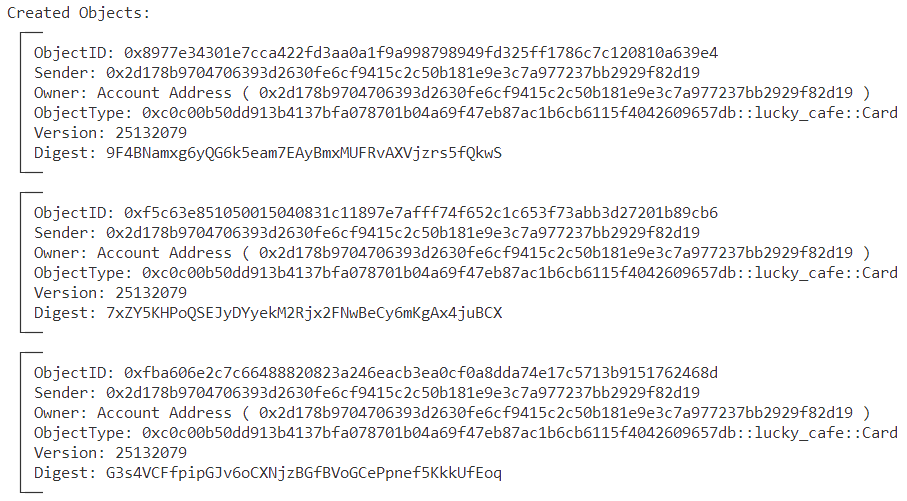 Created Objects:
ObjectID: 0x8977e34301e7cca422fd3aa0a1f9a998798949fd325ff1786c7c120810a639e4
Sender: 0x2d178b9704706393d2630fe6cf9415c2c50b181e9e3c7a977237bb2929f82d19
Owner: Account Address ( 0x2d178b9704706393d2630fe6cf9415c2c50b181e9e3c7a977237bb2929f82d19 )
ObjectType: 0xc0c00b50dd913b4137bfa078701b04a69f47eb87ac1b6cb6115f4042609657db::lucky_cafe::Card
Version: 25132079
Digest: 9F4BNamxg6yQG6k5eam7EAyBmxMUFRvAXVjzrs5fQkwS
ObjectID: 0xf5c63e851050015040831c11897e7afff74f652c1c653f73abb3d27201b89cb6
Sender: 0x2d178b9704706393d2630fe6cf9415c2c50b181e9e3c7a977237bb2929f82d19
Owner: Account Address ( 0x2d178b9704706393d2630fe6cf9415c2c50b181e9e3c7a977237bb2929f82d19 )
ObjectType: 0xc0c00b50dd913b4137bfa078701b04a69f47eb87ac1b6cb6115f4042609657db::lucky_cafe::Card
Version: 25132079
Digest: 7xZY5KHPoQSEJyDYyekM2Rjx2FNwBeCy6mKgAx4juBCX
ObjectID: 0xfba606e2c7c66488820823a246eacb3ea0cf0a8dda74e17c5713b9151762468d
Sender: 0x2d178b9704706393d2630fe6cf9415c2c50b181e9e3c7a977237bb2929f82d19
Owner: Account Address ( 0x2d178b9704706393d2630fe6cf9415c2c50b181e9e3c7a977237bb2929f82d19 )
ObjectType: 0xc0c00b50dd913b4137bfa078701b04a69f47eb87ac1b6cb6115f4042609657db::lucky_cafe::Card
Version: 25132079
Digest: G3s4VCFfpipGJv6oCXNjzBGfBVoGCePpnef5KkkUfEoq